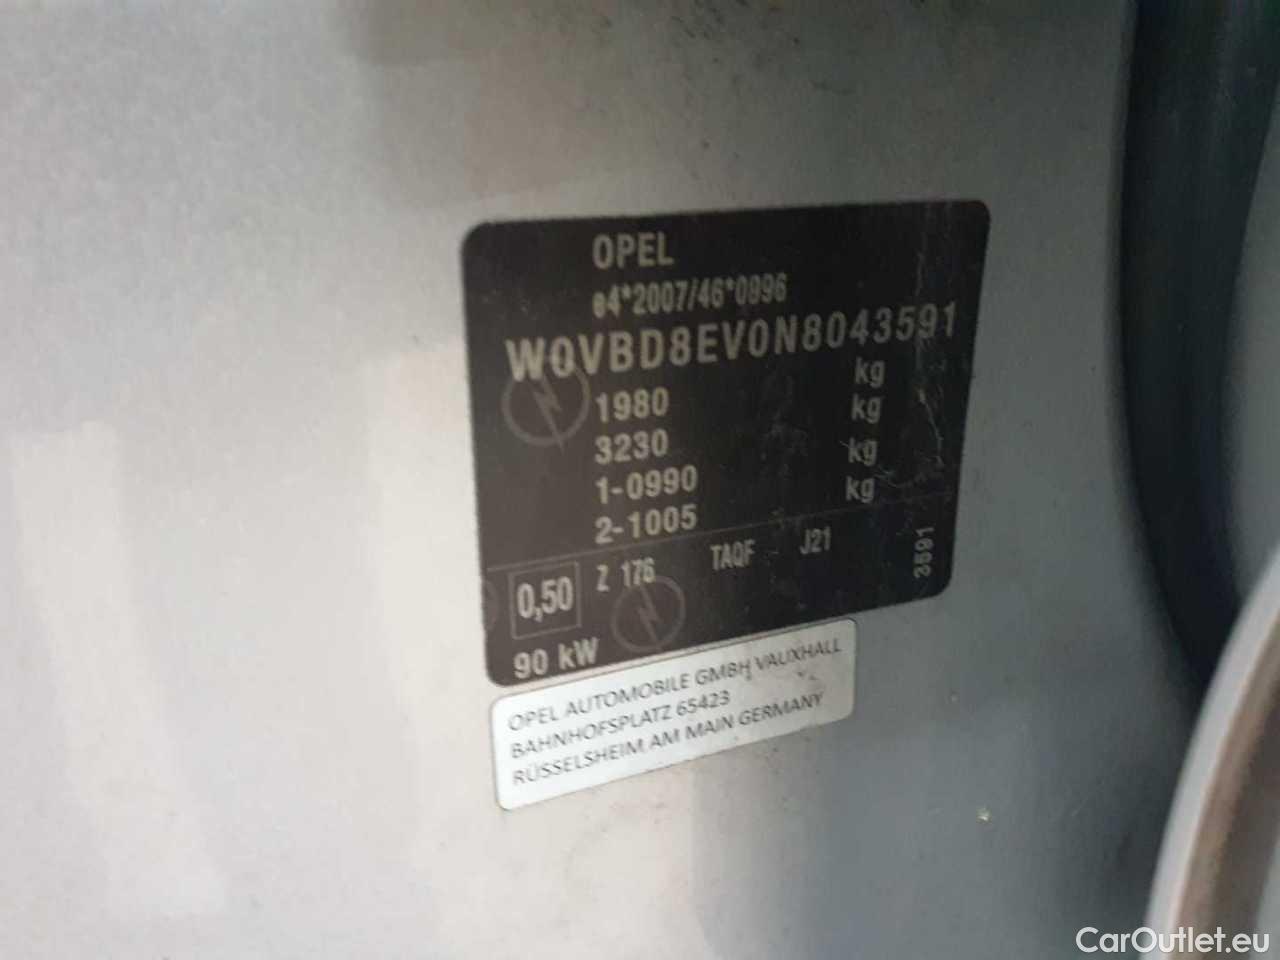 OPEL
e4*2007/46*0996
W0VBD8EV0N8043591
1980 kg
3230 kg
1-0990 kg
2-1005 kg
0,50 Z 176 TAQF J21 3591
90 kW
OPEL AUTOMOBILE GMBH VAUXHALL
BAHNHOFSPLATZ 65423
RÜSSELSHEIM AM MAIN GERMANY
CarOutlet.eu